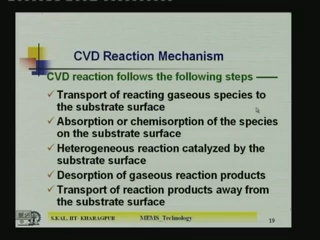 CVD Reaction Mechanism
CVD reaction follows the following steps
Transport of reacting gaseous species to
the substrate surface
Absorption or chemisorption of the species
on the substrate surface
Heterogeneous reaction catalyzed by the
substrate surface
Desorption of gaseous reaction products
Transport of reaction products away from
the substrate surface
S.KAL, IIT- KHARAGPUR MEMS_Technology 18